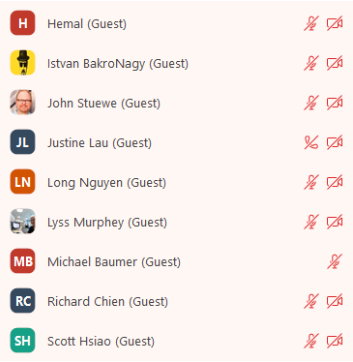 H Hemal (Guest)
Istvan BakroNagy (Guest)
John Stuewe (Guest)
JL Justine Lau (Guest)
LN Long Nguyen (Guest)
Lyss Murphey (Guest)
MB Michael Baumer (Guest)
RC Richard Chien (Guest)
SH Scott Hsiao (Guest)